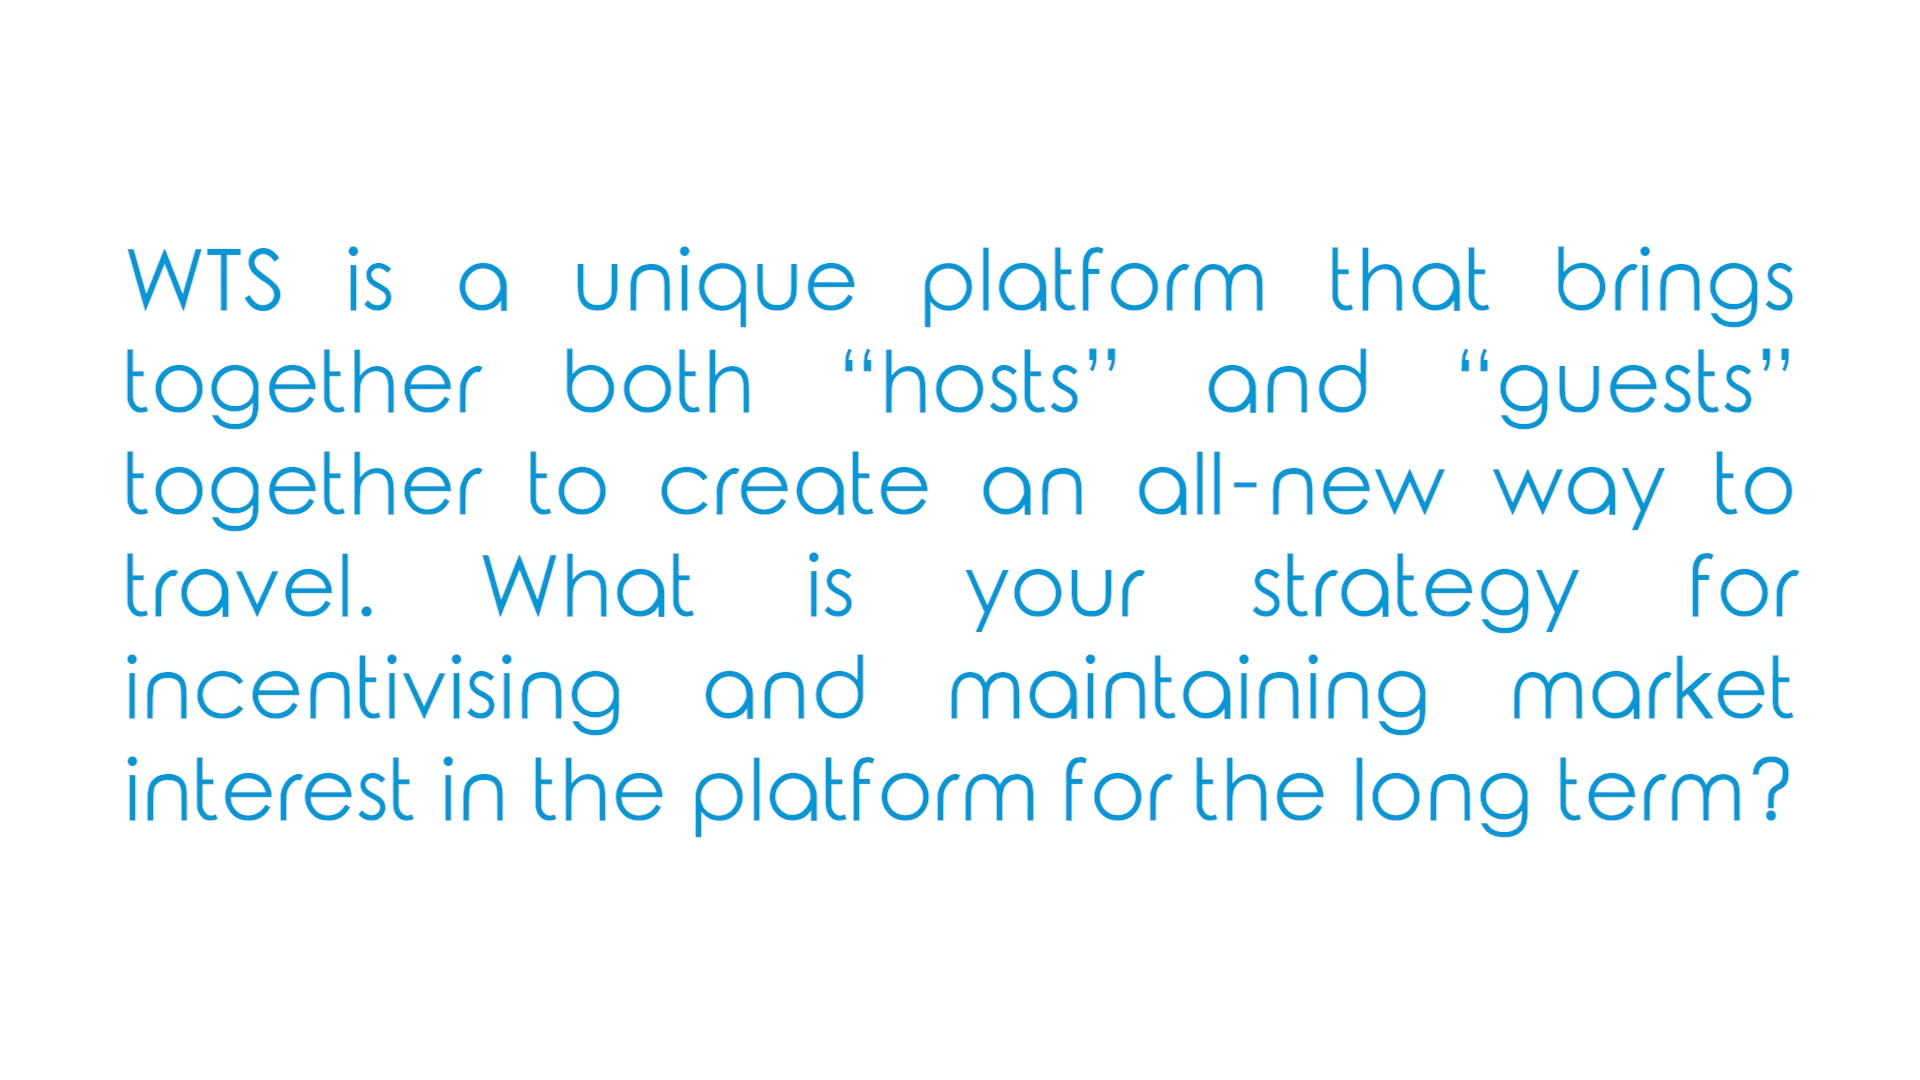 WTS is a unique platform that brings
together both “hosts” and “guests”
together to create an all-new way to
travel. What is your strategy for
incentivising and maintaining market
interest in the platform for the long term?